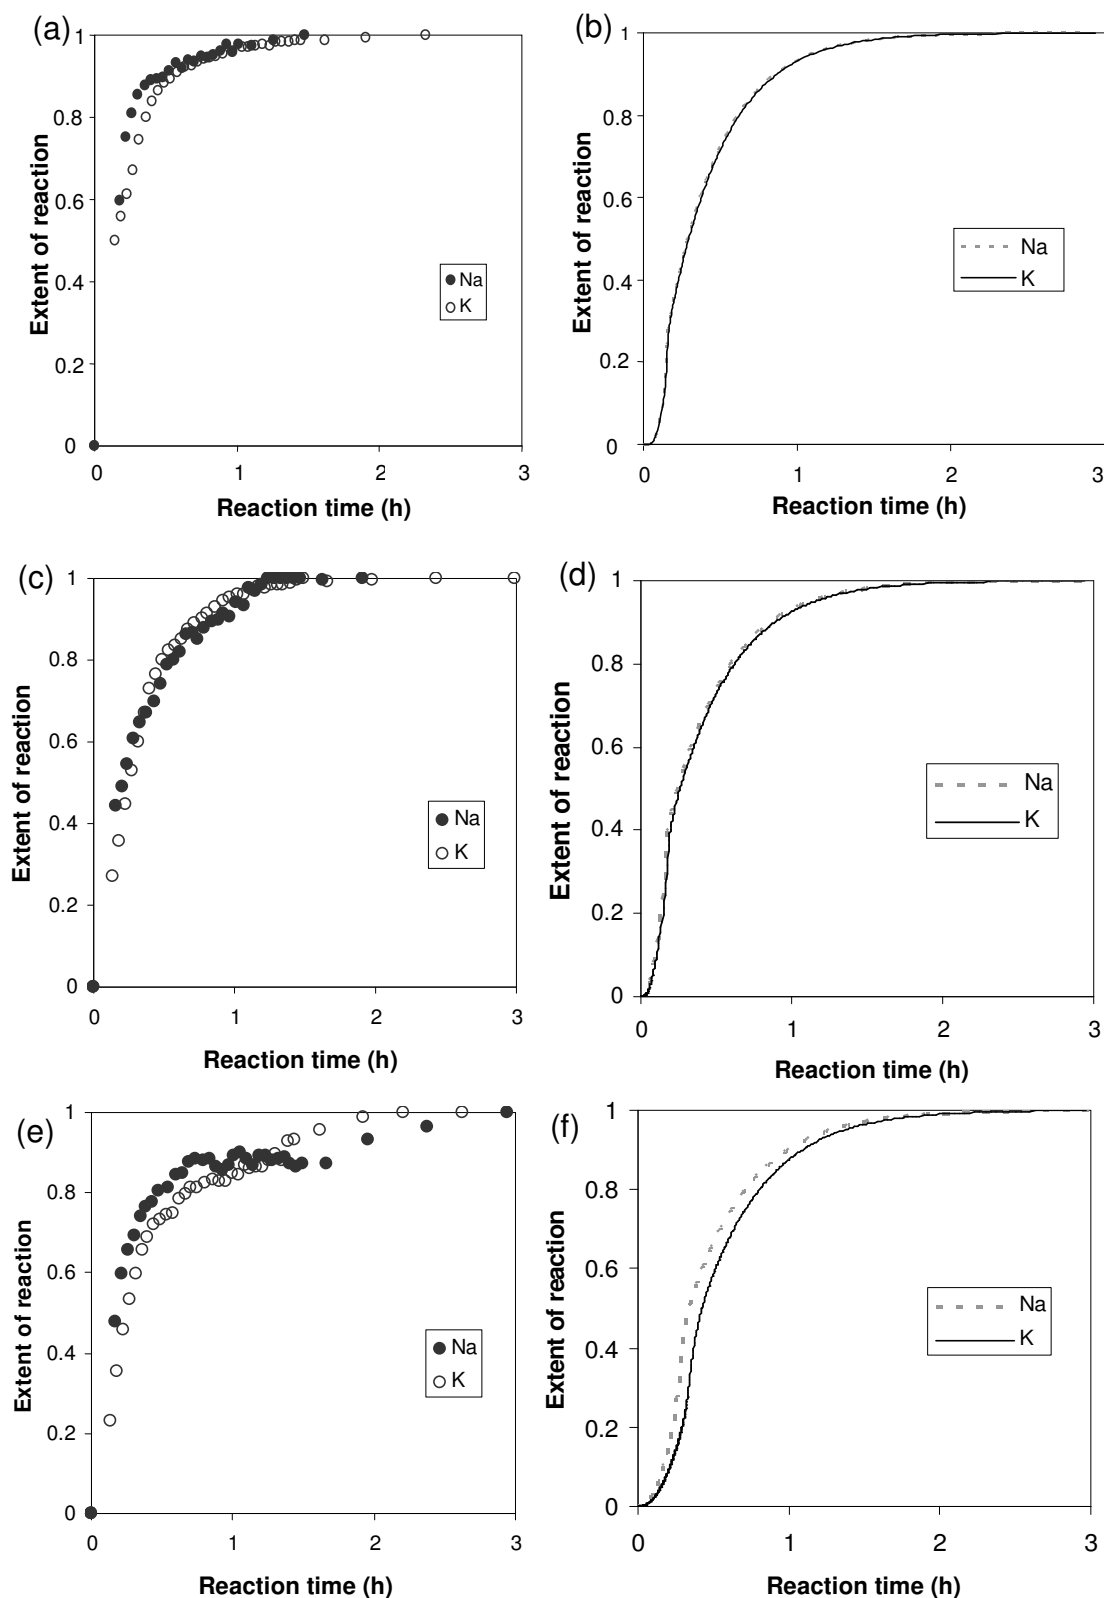 (a)
Extent of reaction
1
0.8
0.6
0.4
0.2
0
0
1
2
3
Reaction time (h)
Na
K
(b)
Extent of reaction
1
0.8
0.6
0.4
0.2
0
0
1
2
3
Reaction time (h)
Na
K
(c)
Extent of reaction
1
0.8
0.6
0.4
0.2
0
0
1
2
3
Reaction time (h)
Na
K
(d)
Extent of reaction
1
0.8
0.6
0.4
0.2
0
0
1
2
3
Reaction time (h)
Na
K
(e)
Extent of reaction
1
0.8
0.6
0.4
0.2
0
0
1
2
3
Reaction time (h)
Na
K
(f)
Extent of reaction
1
0.8
0.6
0.4
0.2
0
0
1
2
3
Reaction time (h)
Na
K